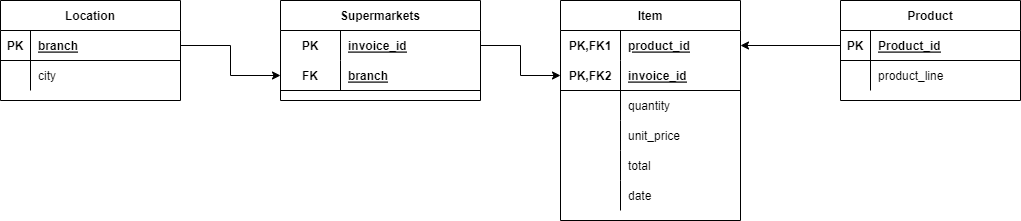 Location
PK branch
city
Supermarkets
PK invoice_id
FK branch
Item
PK,FK1 product_id
PK,FK2 invoice_id
quantity
unit_price
total
date
Product
PK Product_id
product_line